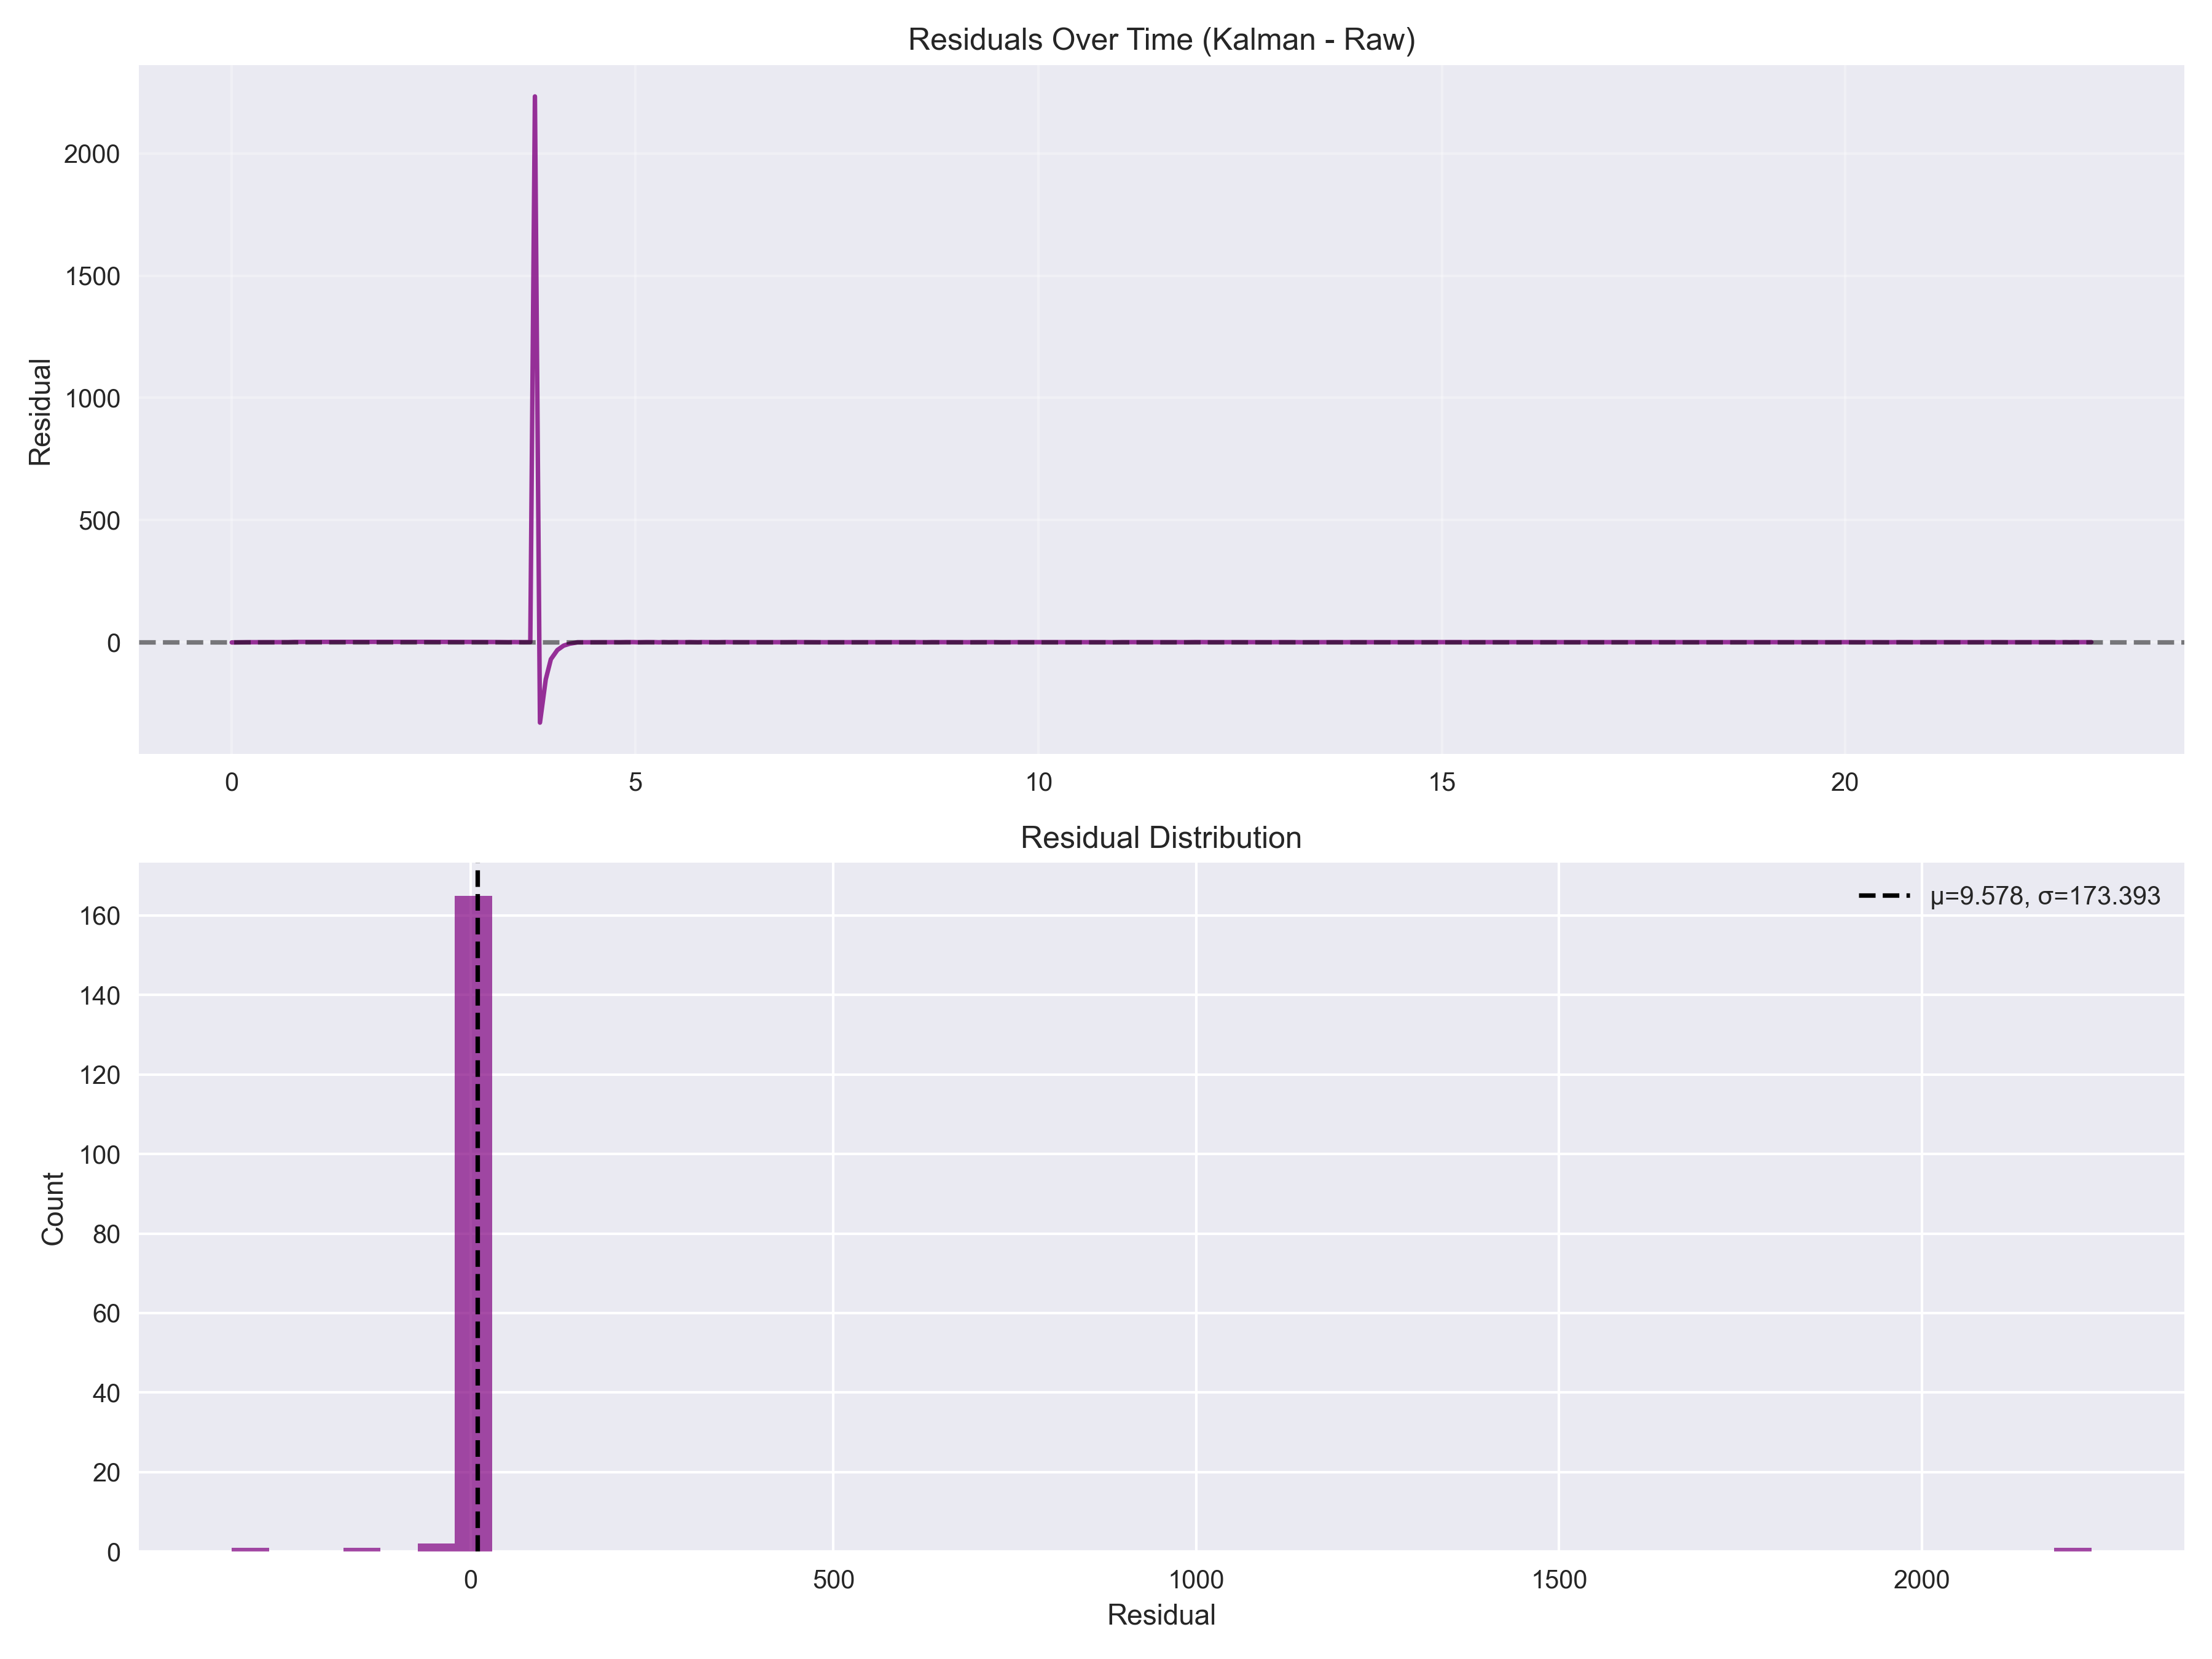 Residuals Over Time (Kalman - Raw)
Residual
2000
1500
1000
500
0
0 5 10 15 20
Residual Distribution
μ=9.578, σ=173.393
Count
160
140
120
100
80
60
40
20
0
0 500 1000 1500 2000
Residual